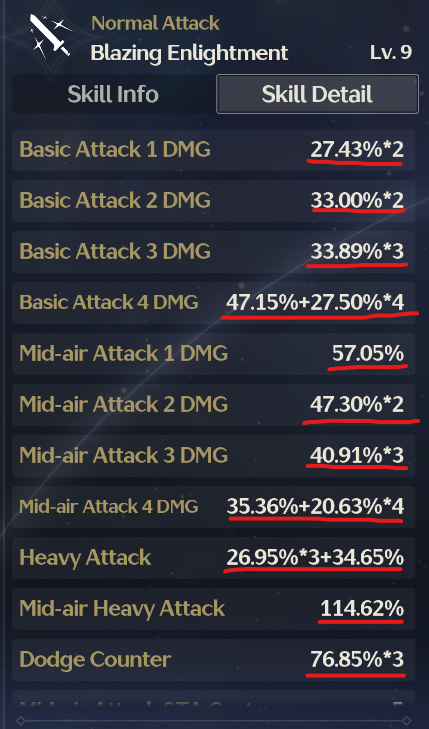 Normal Attack
Blazing Enlightment Lv. 9
Skill Info Skill Detail
Basic Attack 1 DMG 27.43%*2
Basic Attack 2 DMG 33.00%*2
Basic Attack 3 DMG 33.89%*3
Basic Attack 4 DMG 47.15%+27.50%*4
Mid-air Attack 1 DMG 57.05%
Mid-air Attack 2 DMG 47.30%*2
Mid-air Attack 3 DMG 40.91%*3
Mid-air Attack 4 DMG 35.36%+20.63%*4
Heavy Attack 26.95%*3+34.65%
Mid-air Heavy Attack 114.62%
Dodge Counter 76.85%*3
Mid-air Attack STA